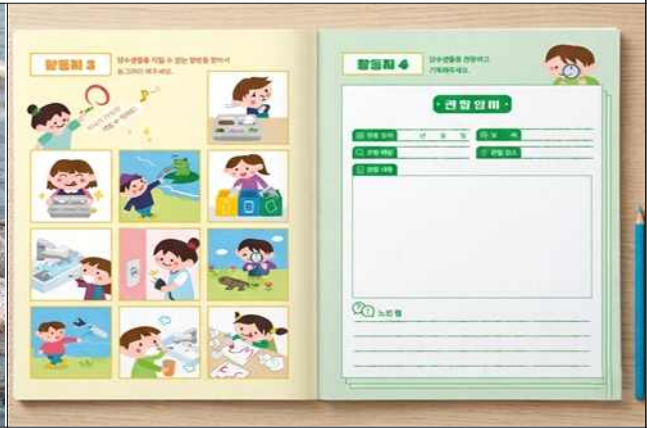 활동지 3
담수생물을 지킬 수 있는 방법을 찾아서
동그라미 해주세요.
활동지 4
담수생물을 관찰하고
기록해주세요.
관찰일지
관찰 일자 년 월 일
날 씨
관찰 대상
관찰 장소
관찰 내용
느낀 점